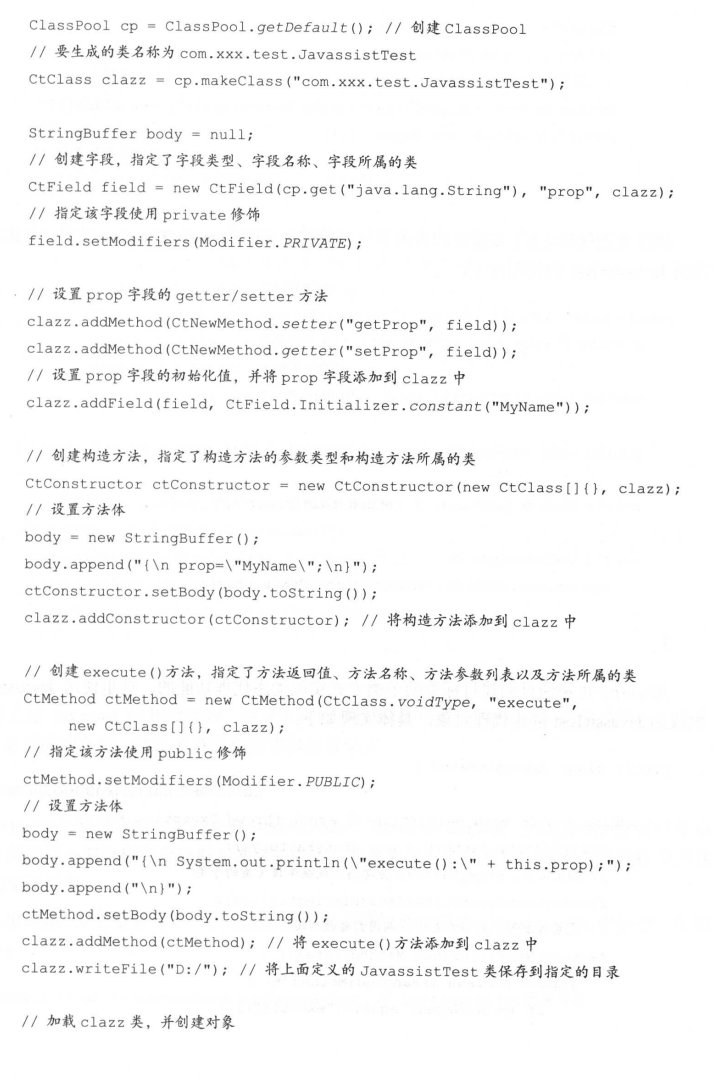 ClassPool cp = ClassPool.getDefault(); // 创建 ClassPool
// 要生成的类名称为 com.xxx.test.JavassistTest
CtClass clazz = cp.makeClass("com.xxx.test.JavassistTest");
StringBuffer body = null;
// 创建字段，指定了字段类型、字段名称、字段所属的类
CtField field = new CtField(cp.get("java.lang.String"), "prop", clazz);
// 指定该字段使用 private 修饰
field.setModifiers(Modifier.PRIVATE);
// 设置 prop 字段的 getter/setter 方法
clazz.addMethod(CtNewMethod.setter("getProp", field));
clazz.addMethod(CtNewMethod.getter("setProp", field));
// 设置 prop 字段的初始化值，并将 prop 字段添加到 clazz 中
clazz.addField(field, CtField.Initializer.constant("MyName"));
// 创建构造方法，指定了构造方法的参数类型和构造方法所属的类
CtConstructor ctConstructor = new CtConstructor(new CtClass[]{}, clazz);
// 设置方法体
body = new StringBuffer();
body.append("{\n prop=\"MyName\";\n}");
ctConstructor.setBody(body.toString());
clazz.addConstructor(ctConstructor); // 将构造方法添加到 clazz 中
// 创建 execute()方法，指定了方法返回值、方法名称、方法参数列表以及方法所属的类
CtMethod ctMethod = new CtMethod(CtClass.voidType, "execute",
new CtClass[]{}, clazz);
// 指定该方法使用 public 修饰
ctMethod.setModifiers(Modifier.PUBLIC);
// 设置方法体
body = new StringBuffer();
body.append("{\n System.out.println(\"execute():\" + this.prop);");
body.append("\n}");
ctMethod.setBody(body.toString());
clazz.addMethod(ctMethod); // 将 execute()方法添加到 clazz 中
clazz.writeFile("D:/"); // 将上面定义的 JavassistTest 类保存到指定的目录
// 加载 clazz 类，并创建对象